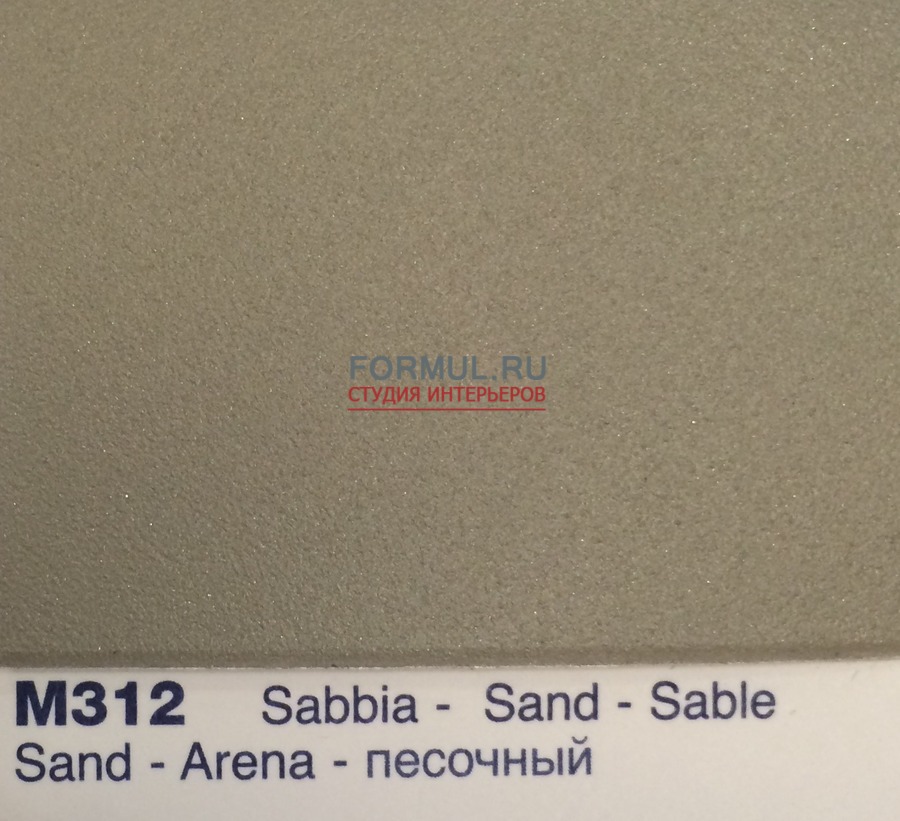 FORMUL.RU
СТУДИЯ ИНТЕРЬЕРОВ
M312 Sabbia - Sand - Sable
Sand - Arena - песочный